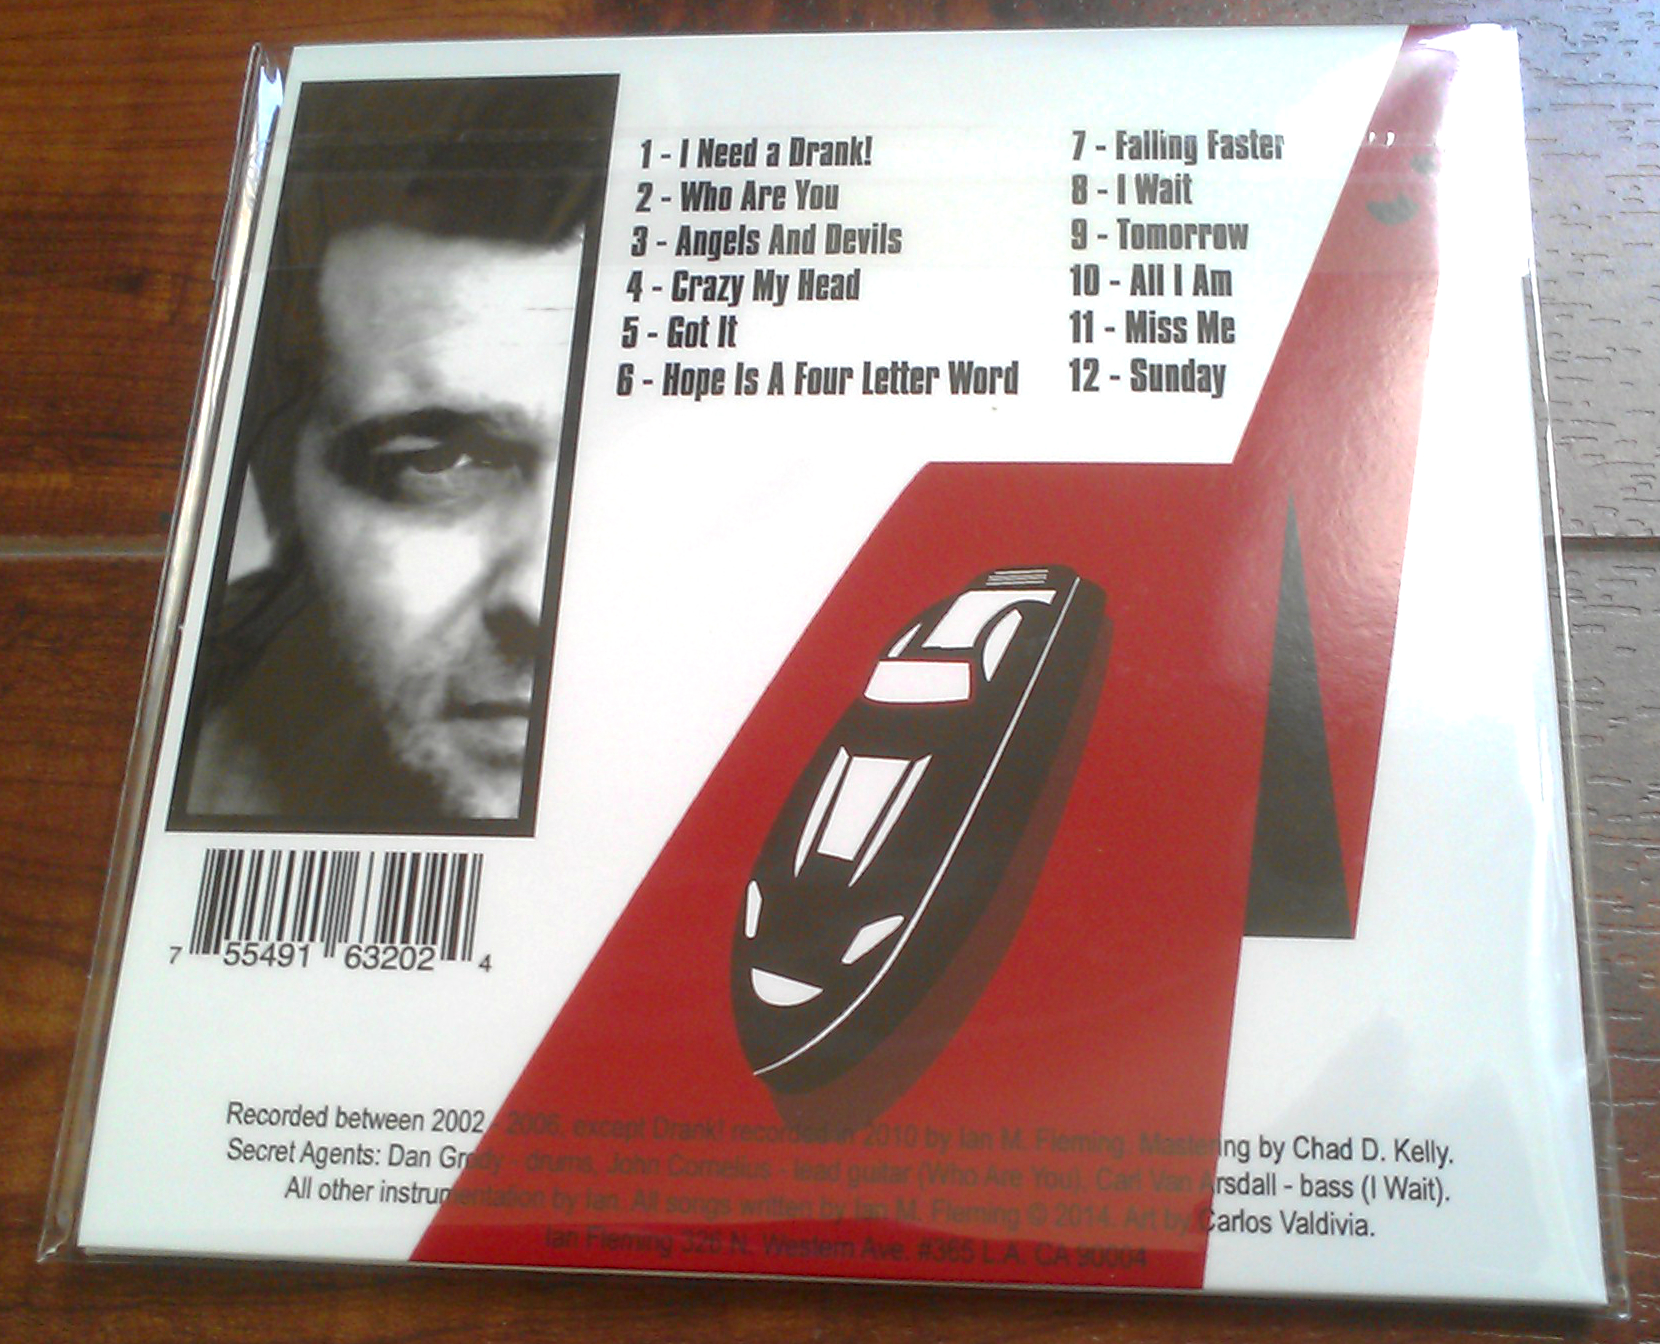 1 - I Need a Drank!
2 - Who Are You
3 - Angels And Devils
4 - Crazy My Head
5 - Got It
6 - Hope Is A Four Letter Word
7 - Falling Faster
8 - I Wait
9 - Tomorrow
10 - All I Am
11 - Miss Me
12 - Sunday
7 55491 63202 4
Recorded between 2002 - 2006, except Drank! recorded in 2010 by Ian M. Fleming. Mastering by Chad D. Kelly.
Secret Agents: Dan Grody - drums, John Cornelius - lead guitar (Who Are You), Carl Van Arsdall - bass (I Wait).
All other instrumentation by Ian. All songs written by Ian M. Fleming © 2014. Art by Carlos Valdivia.
Ian Fleming 326 N. Western Ave. #365 L.A. CA 90004